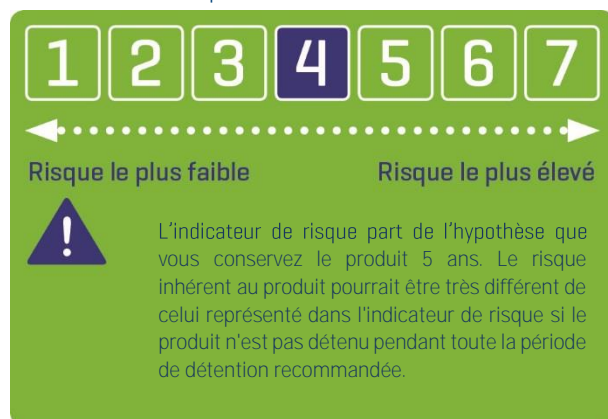 1 2 3 4 5 6 7
Risque le plus faible Risque le plus élevé
!
L'indicateur de risque part de l'hypothèse que
vous conservez le produit 5 ans. Le risque
inhérent au produit pourrait être très différent de
celui représenté dans l'indicateur de risque si le
produit n'est pas détenu pendant toute la période
de détention recommandée.